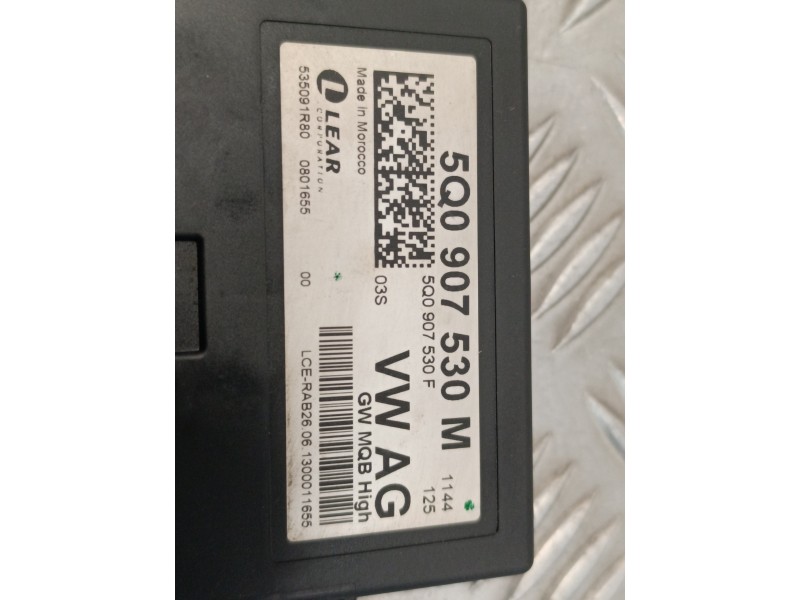 5Q0 907 530 M
1144
5Q0 907 530 F
125
03S
VW AG
GW MQB High
Made in Morocco
LEAR
CORPORATION
535091R80 0801655 00
LCE-RAB26.06.1300011655